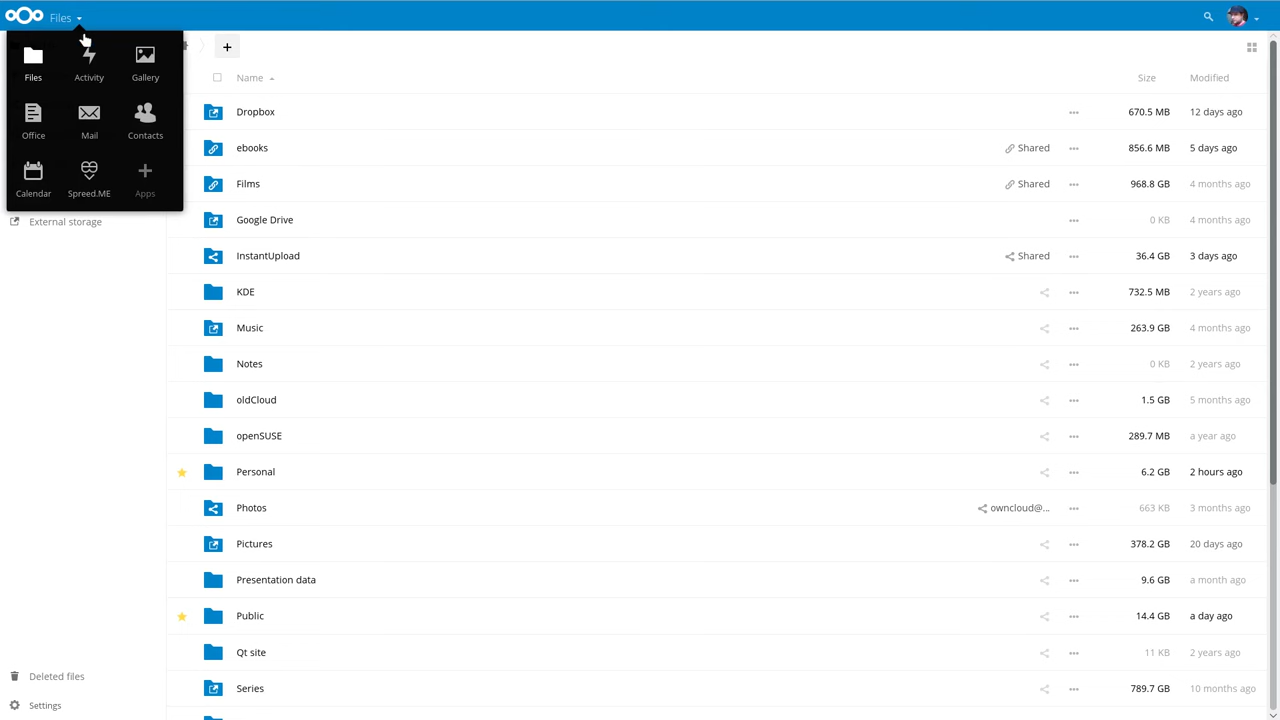 Files
Files Activity Gallery
Office Mail Contacts
Calendar Spreed.ME Apps
External storage
Deleted files
Settings
Name Size Modified
Dropbox 670.5 MB 12 days ago
ebooks Shared 856.6 MB 5 days ago
Films Shared 968.8 GB 4 months ago
Google Drive 0 KB 4 months ago
InstantUpload Shared 36.4 GB 3 days ago
KDE 732.5 MB 2 years ago
Music 263.9 GB 4 months ago
Notes 0 KB 2 years ago
oldCloud 1.5 GB 5 months ago
openSUSE 289.7 MB a year ago
Personal 6.2 GB 2 hours ago
Photos owncloud@... 663 KB 3 months ago
Pictures 378.2 GB 20 days ago
Presentation data 9.6 GB a month ago
Public 14.4 GB a day ago
Qt site 11 KB 2 years ago
Series 789.7 GB 10 months ago